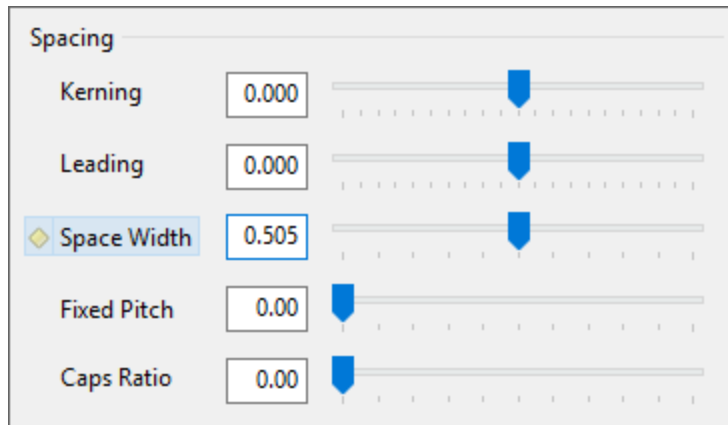 Spacing
Kerning 0.000
Leading 0.000
Space Width 0.505
Fixed Pitch 0.00
Caps Ratio 0.00